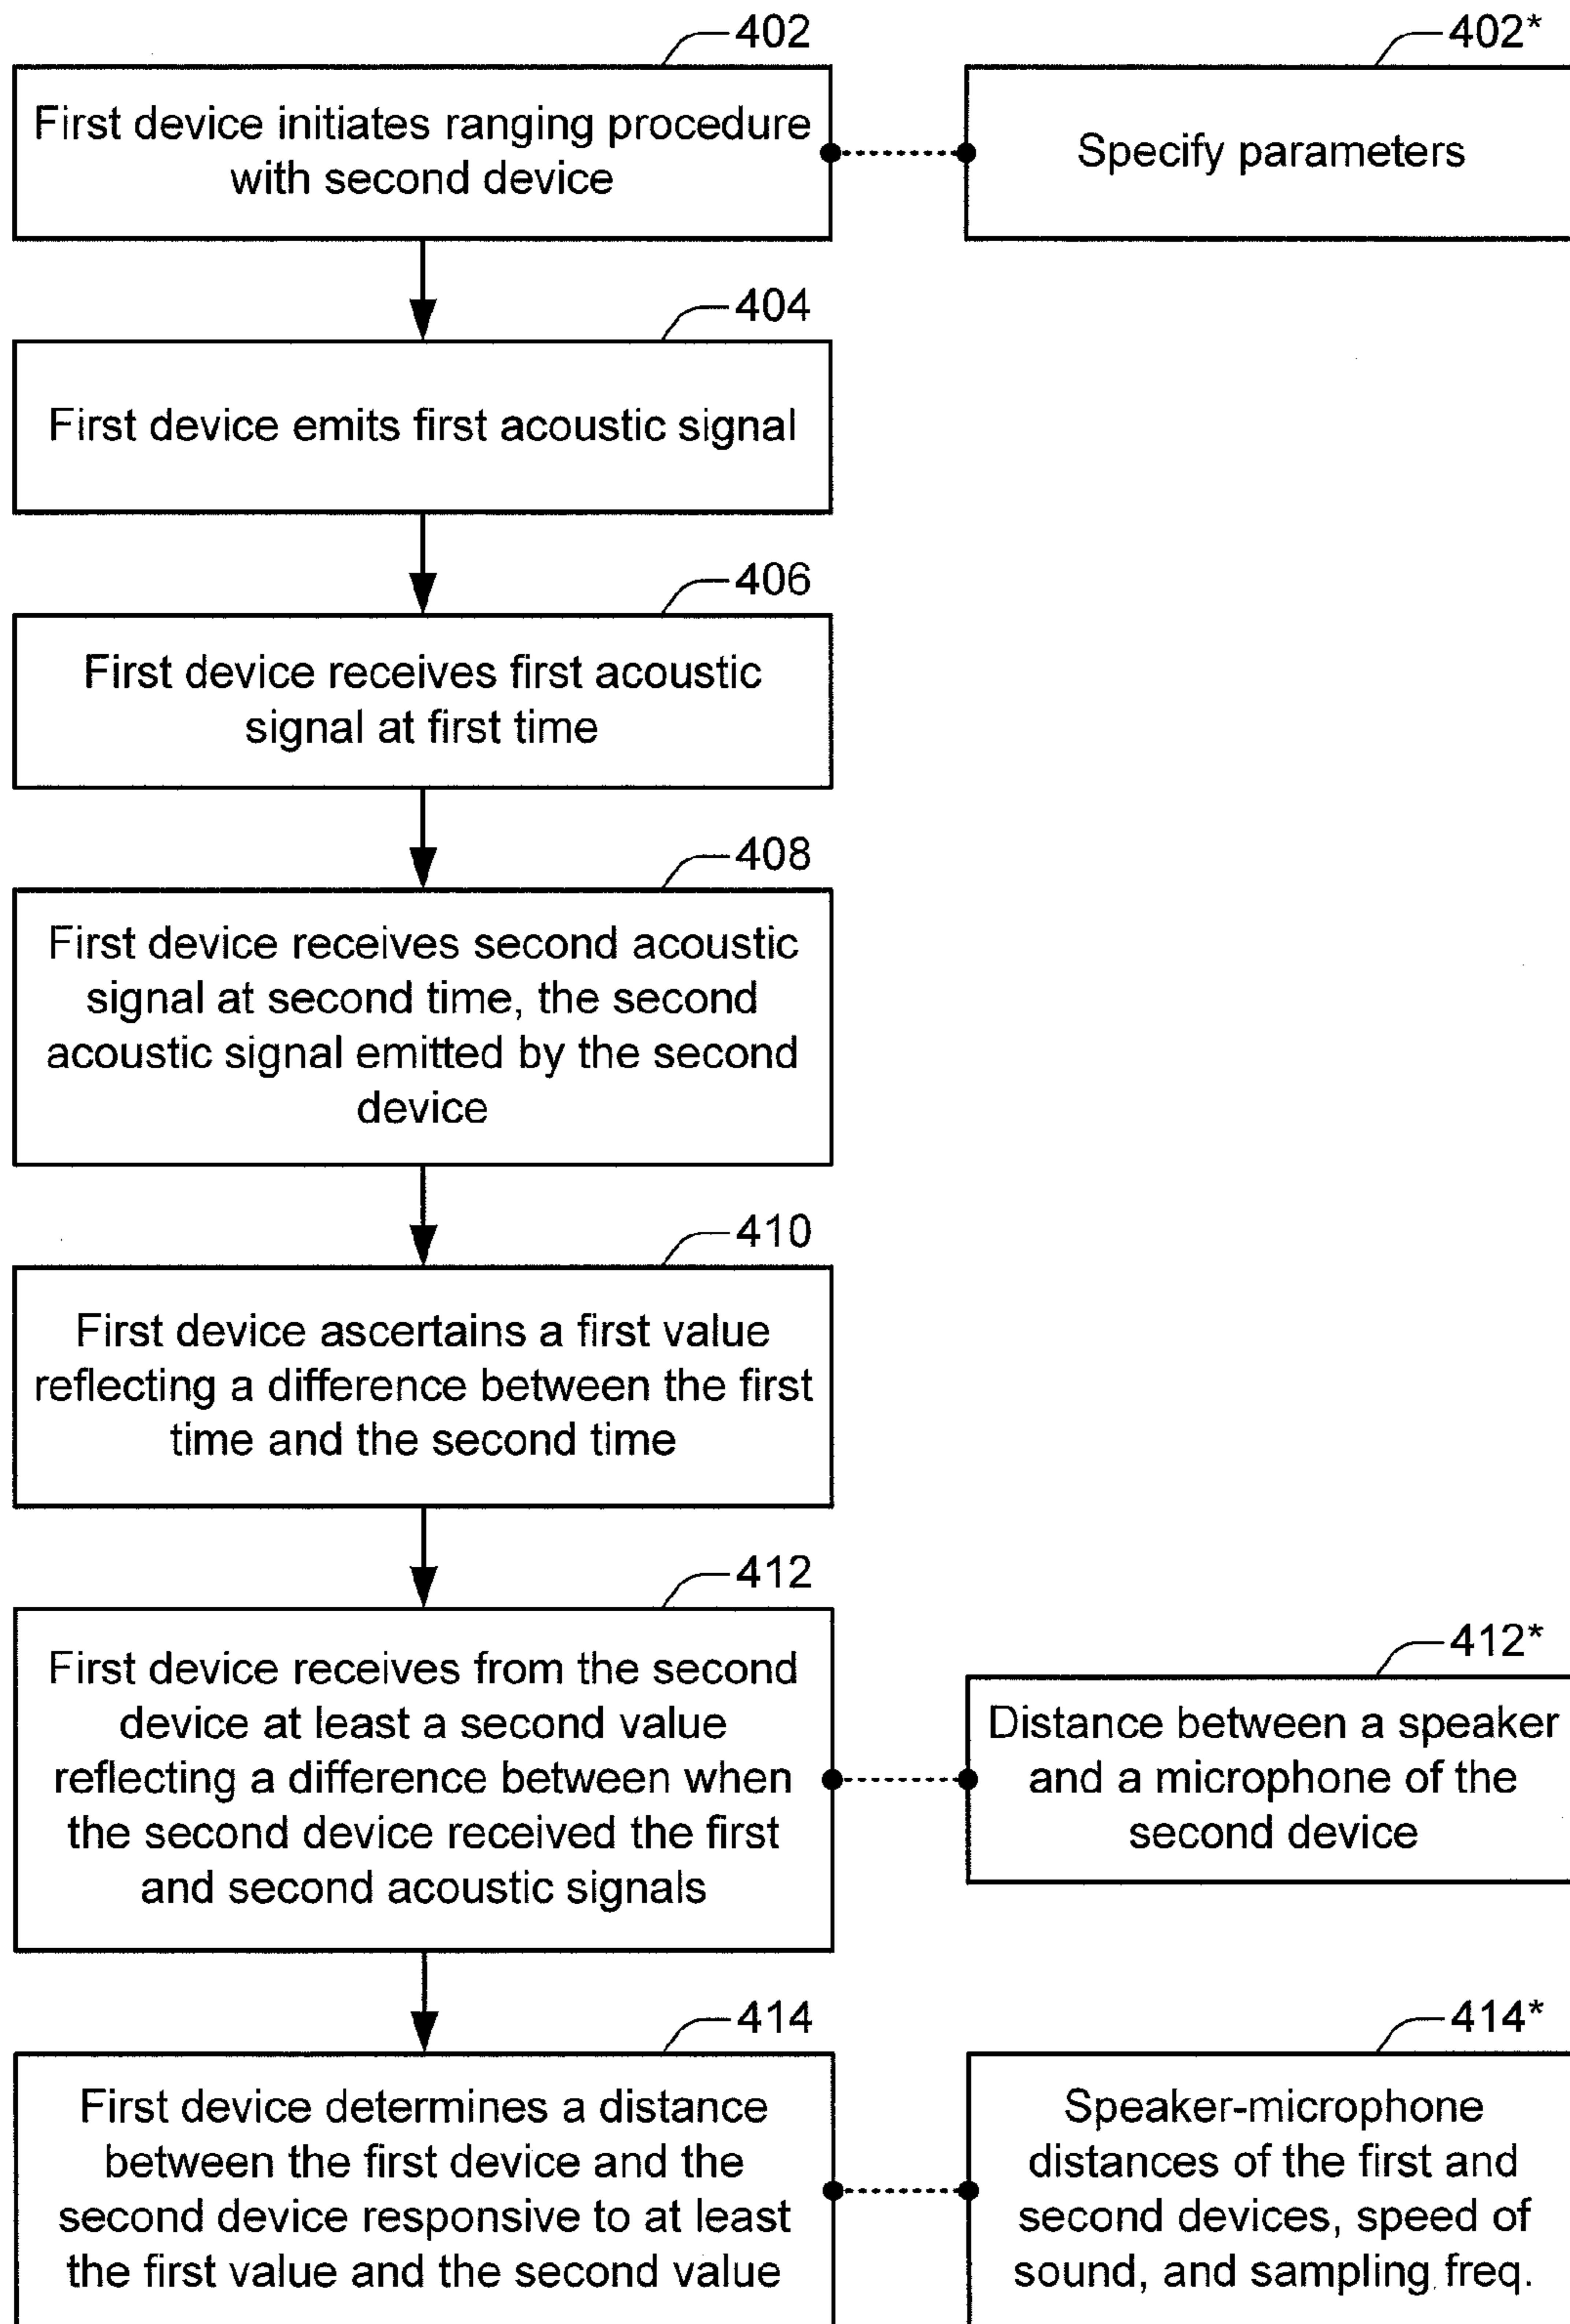 402
402*
First device initiates ranging procedure
with second device
Specify parameters
404
First device emits first acoustic signal
406
First device receives first acoustic
signal at first time
408
First device receives second acoustic
signal at second time, the second
acoustic signal emitted by the second
device
410
First device ascertains a first value
reflecting a difference between the first
time and the second time
412
First device receives from the second
device at least a second value
reflecting a difference between when
the second device received the first
and second acoustic signals
412*
Distance between a speaker
and a microphone of the
second device
414
First device determines a distance
between the first device and the
second device responsive to at least
the first value and the second value
414*
Speaker-microphone
distances of the first and
second devices, speed of
sound, and sampling freq.